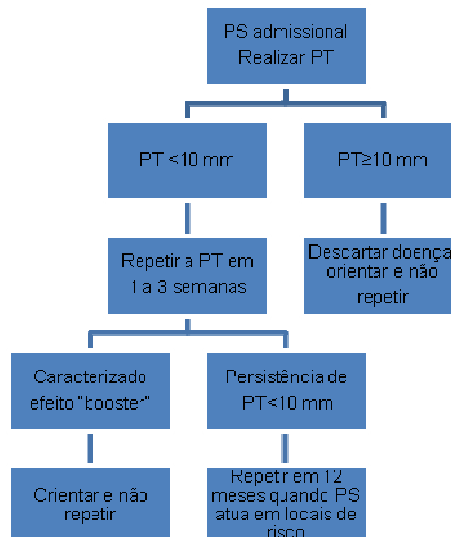 PS admissional
Realizar PT
PT <10 mm
PT≥10 mm
Repetir a PT em
1 a 3 semanas
Descartar doença
orientar e não
repetir
Caracterizado
efeito "booster"
Persistência de
PT<10 mm
Orientar e não
repetir
Repetir em 12
meses quando PS
atua em locais de
risco